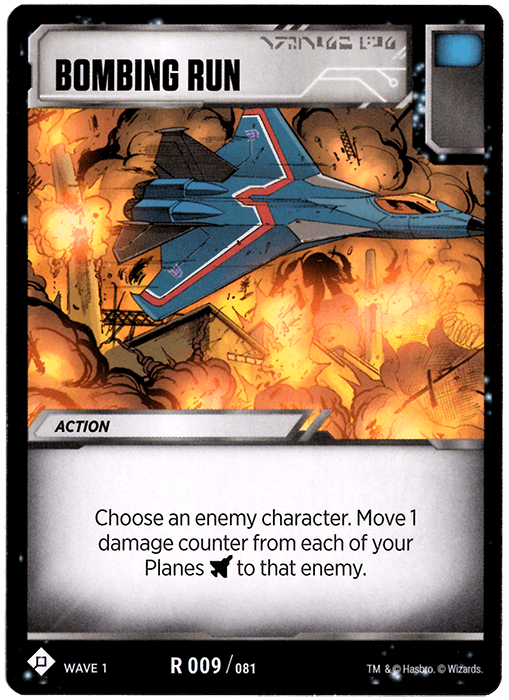 BOMBING RUN
ACTION
Choose an enemy character. Move 1
damage counter from each of your
Planes to that enemy.
WAVE 1 R 009/081 TM & © Hasbro. © Wizards.